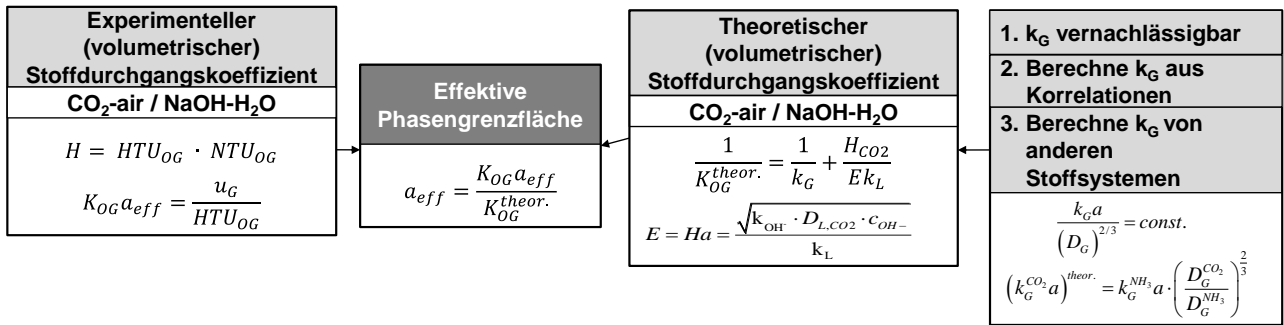 Experimenteller
(volumetrischer)
Stoffdurchgangskoeffizient
CO₂-air / NaOH-H₂O
H = HTU_OG · NTU_OG
K_OG a_eff = u_G / HTU_OG
Effektive
Phasengrenzfläche
a_eff = K_OG a_eff / K_OG^theor.
Theoretischer
(volumetrischer)
Stoffdurchgangskoeffizient
CO₂-air / NaOH-H₂O
1 / K_OG^theor. = 1 / k_G + H_CO2 / E k_L
E = Ha = √(k_OH- · D_L,CO2 · c_OH−) / k_L
1. k_G vernachlässigbar
2. Berechne k_G aus
Korrelationen
3. Berechne k_G von
anderen
Stoffsystemen
k_G a / (D_G)^2/3 = const.
(k_G^CO₂ a)^theor. = k_G^NH₃ a · (D_G^CO₂ / D_G^NH₃)^2/3